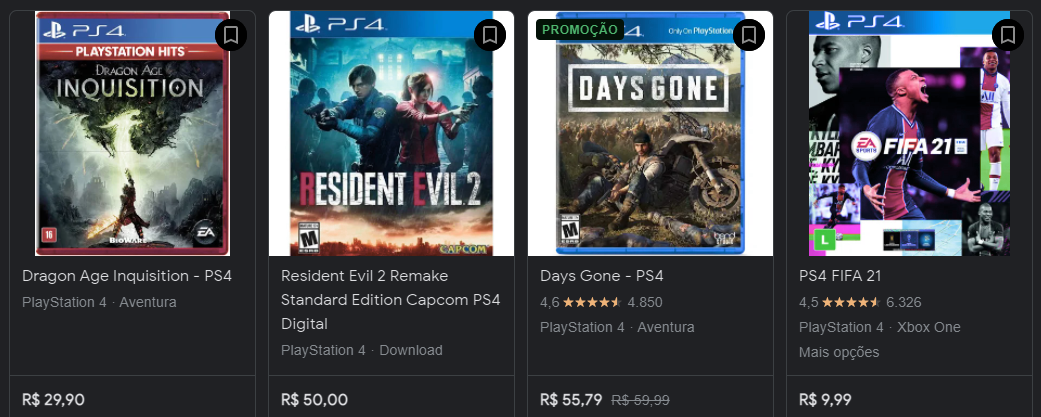 PS4
PLAYSTATION HITS
DRAGON AGE
INQUISITION
16
BIOWARE
EA
Dragon Age Inquisition - PS4
PlayStation 4 · Aventura
R$ 29,90
PS4
RESIDENT EVIL 2
M
CAPCOM
Resident Evil 2 Remake
Standard Edition Capcom PS4
Digital
PlayStation 4 · Download
R$ 50,00
PROMOÇÃO
4
Only On PlayStation
DAYS GONE
M
Days Gone - PS4
4,6 4.850
PlayStation 4 · Aventura
R$ 55,79 R$ 59,99
PS4
EA
SPORTS
FIFA 21
L
PS4 FIFA 21
4,5 6.326
PlayStation 4 · Xbox One
Mais opções
R$ 9,99